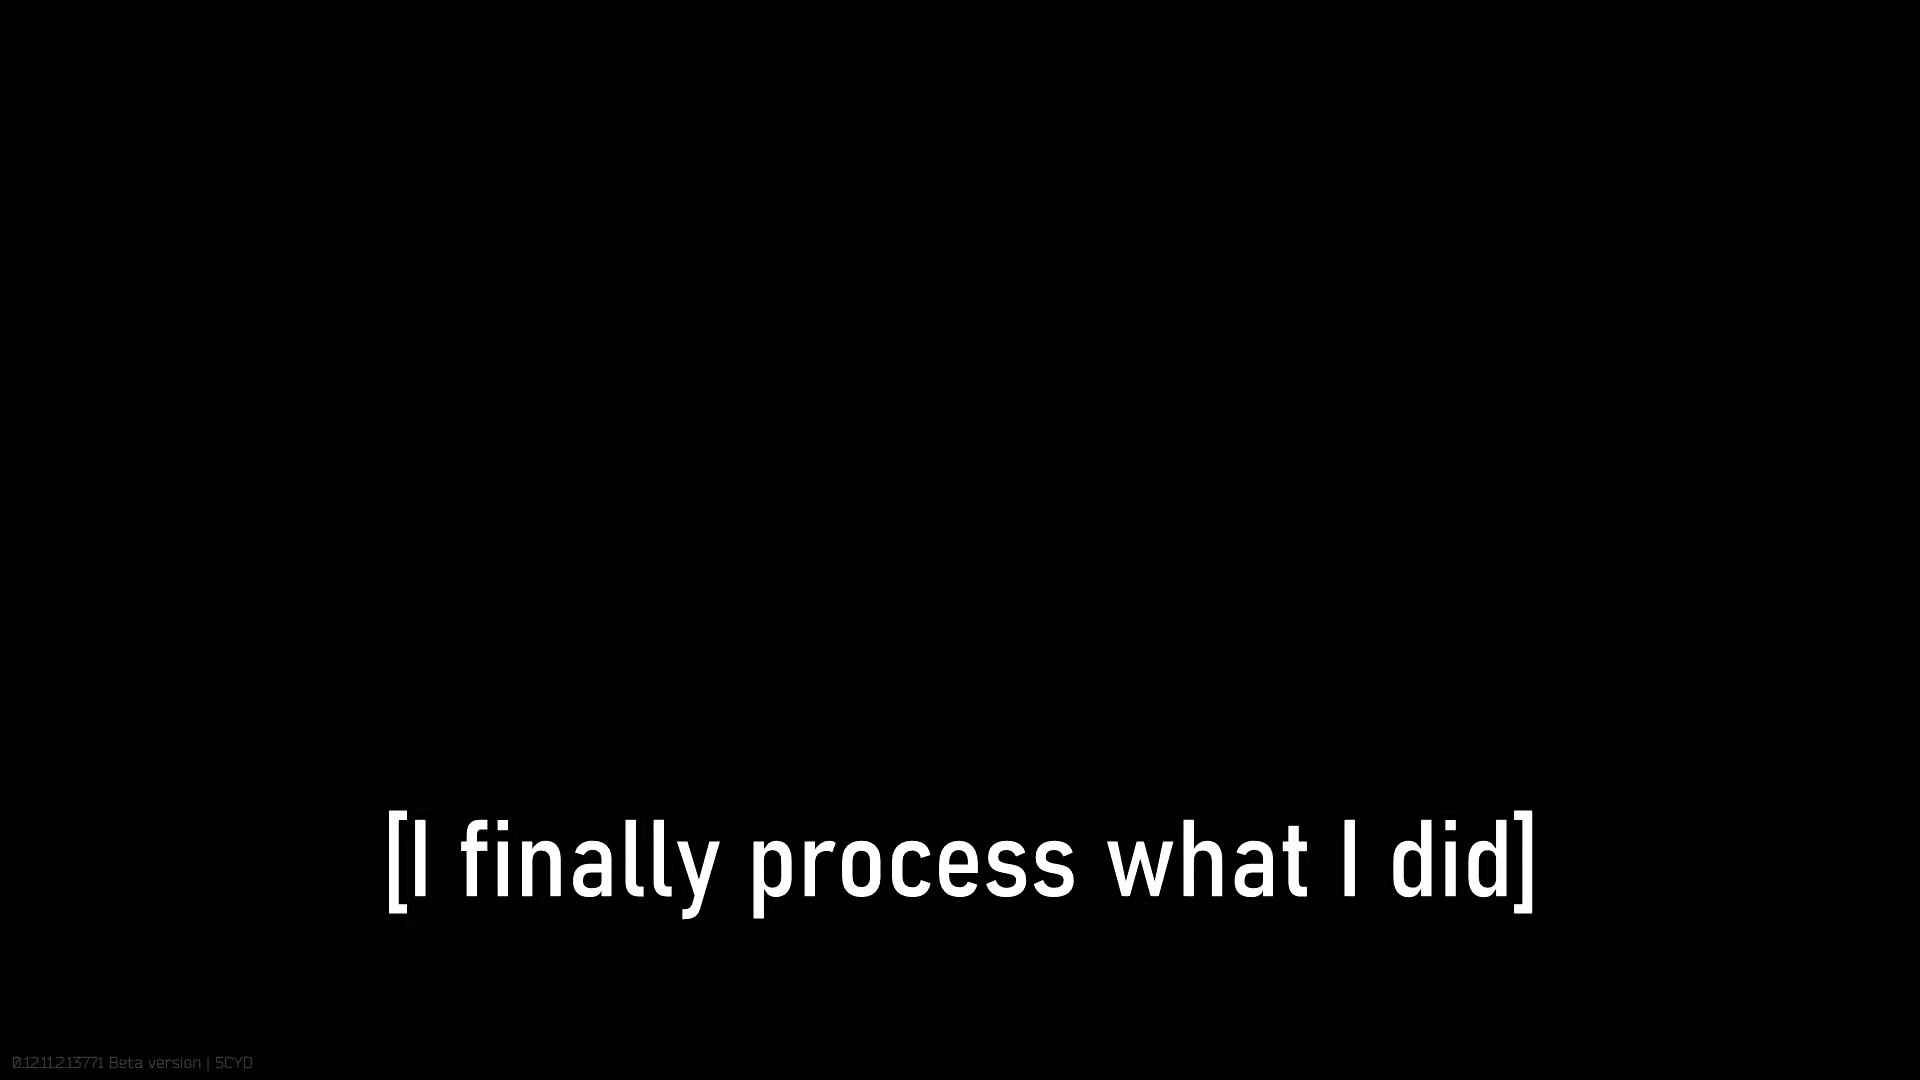 [I finally process what I did]
0.12.11.2.13771 Beta version | 5CYD